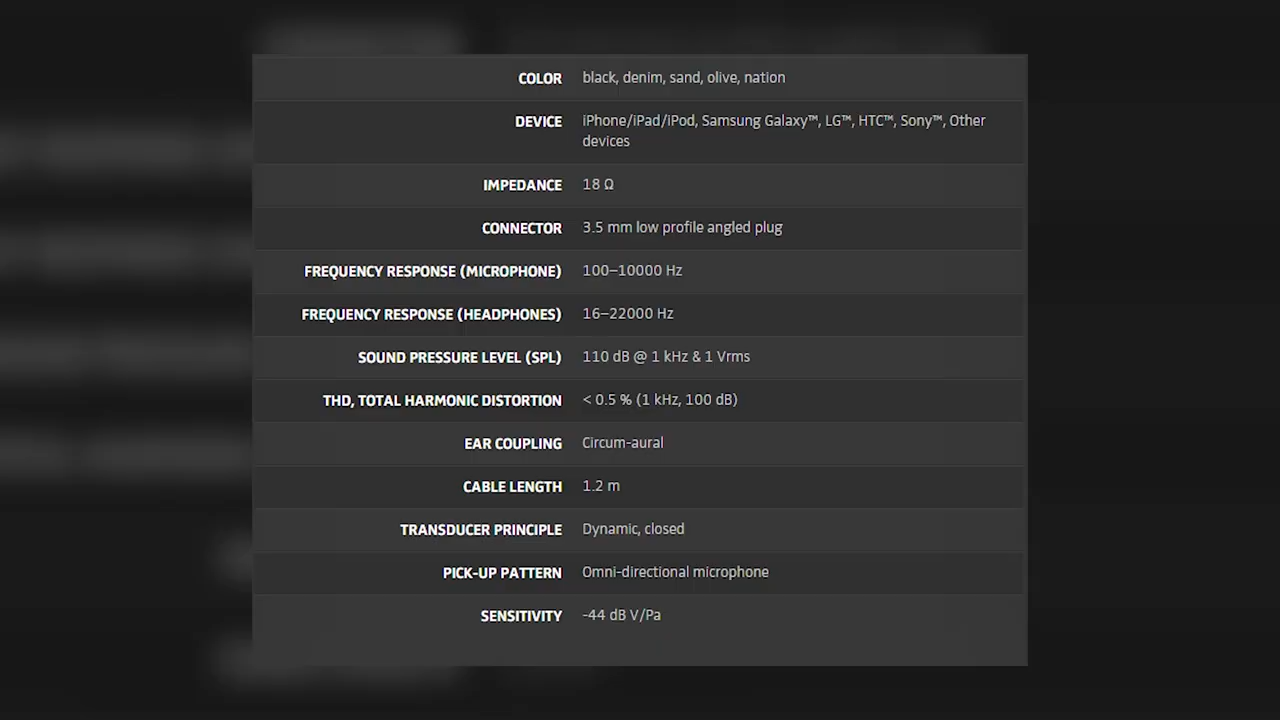 COLOR black, denim, sand, olive, nation
DEVICE iPhone/iPad/iPod, Samsung Galaxy™, LG™, HTC™, Sony™, Other
devices
IMPEDANCE 18 Ω
CONNECTOR 3.5 mm low profile angled plug
FREQUENCY RESPONSE (MICROPHONE) 100–10000 Hz
FREQUENCY RESPONSE (HEADPHONES) 16–22000 Hz
SOUND PRESSURE LEVEL (SPL) 110 dB @ 1 kHz & 1 Vrms
THD, TOTAL HARMONIC DISTORTION < 0.5 % (1 kHz, 100 dB)
EAR COUPLING Circum-aural
CABLE LENGTH 1.2 m
TRANSDUCER PRINCIPLE Dynamic, closed
PICK-UP PATTERN Omni-directional microphone
SENSITIVITY -44 dB V/Pa